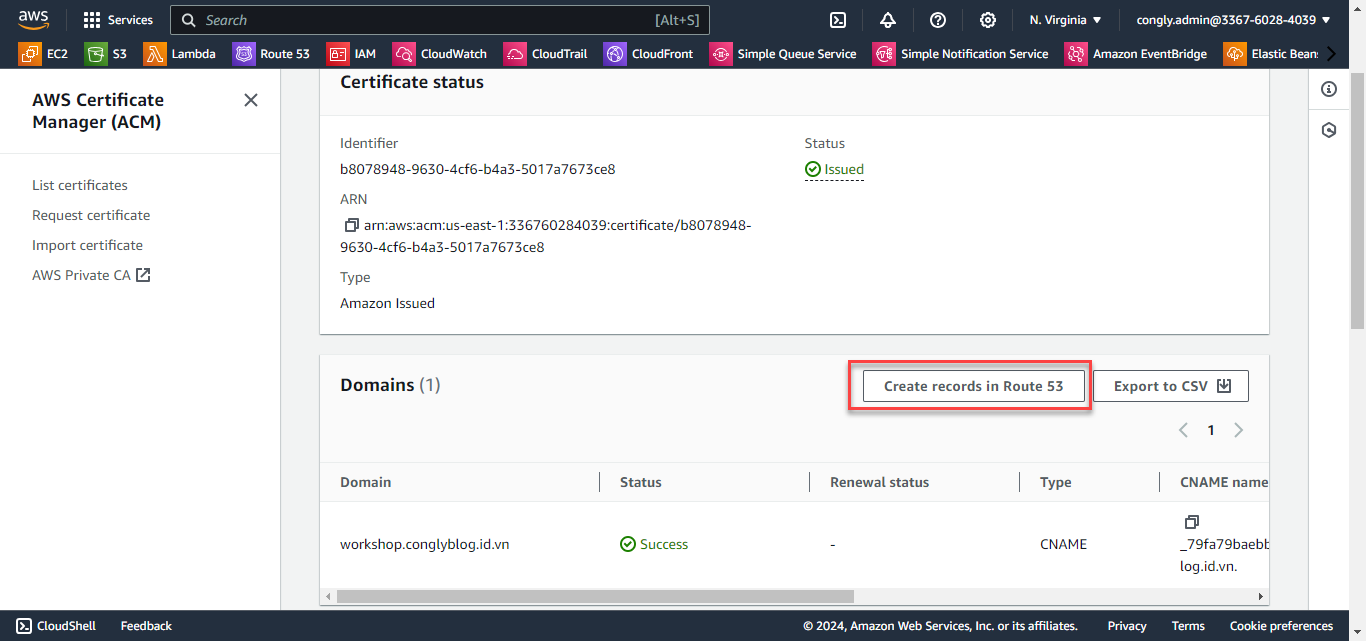 aws Services Search [Alt+S] N. Virginia congly.admin@3367-6028-4039
EC2 S3 Lambda Route 53 IAM CloudWatch CloudTrail CloudFront Simple Queue Service Simple Notification Service Amazon EventBridge Elastic Bean
AWS Certificate
Manager (ACM)
List certificates
Request certificate
Import certificate
AWS Private CA
Certificate status
Identifier
b8078948-9630-4cf6-b4a3-5017a7673ce8
Status
Issued
ARN
arn:aws:acm:us-east-1:336760284039:certificate/b8078948-
9630-4cf6-b4a3-5017a7673ce8
Type
Amazon Issued
Domains (1)
Create records in Route 53 Export to CSV
1
Domain Status Renewal status Type CNAME name
workshop.conglyblog.id.vn Success - CNAME
_79fa79baebb
log.id.vn.
CloudShell Feedback © 2024, Amazon Web Services, Inc. or its affiliates. Privacy Terms Cookie preferences